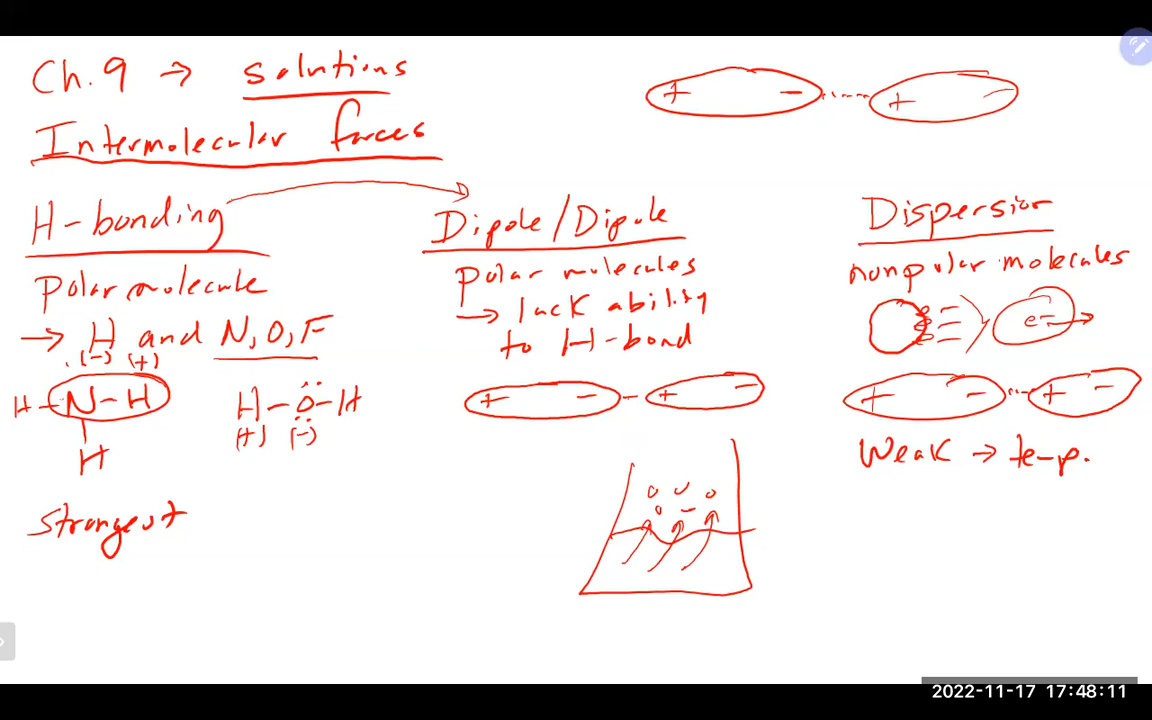 Ch. 9 → solutions
Intermolecular forces
+ - + -
H-bonding
Polar molecule
→ H and N, O, F
(-) (+)
H-N-H
H
H-O-H
(+) (-)
strongest
Dipole/Dipole
Polar molecules
→ lack ability
to H-bond
+ - - + -
Dispersion
nonpolar molecules
e-
+ - + -
Weak → temp.
2022-11-17 17:48:11